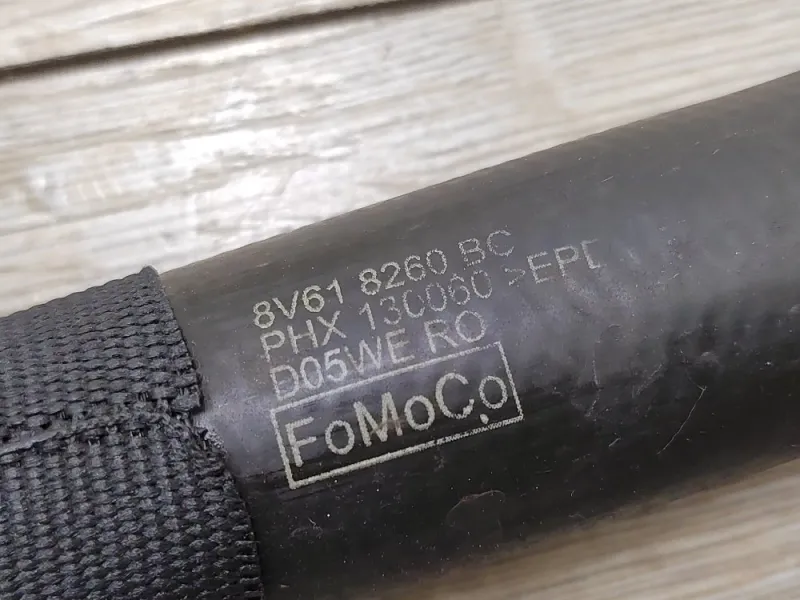 8V61 8260 BC
PHX 130060 >EPD
D05WE RO
FoMoCo